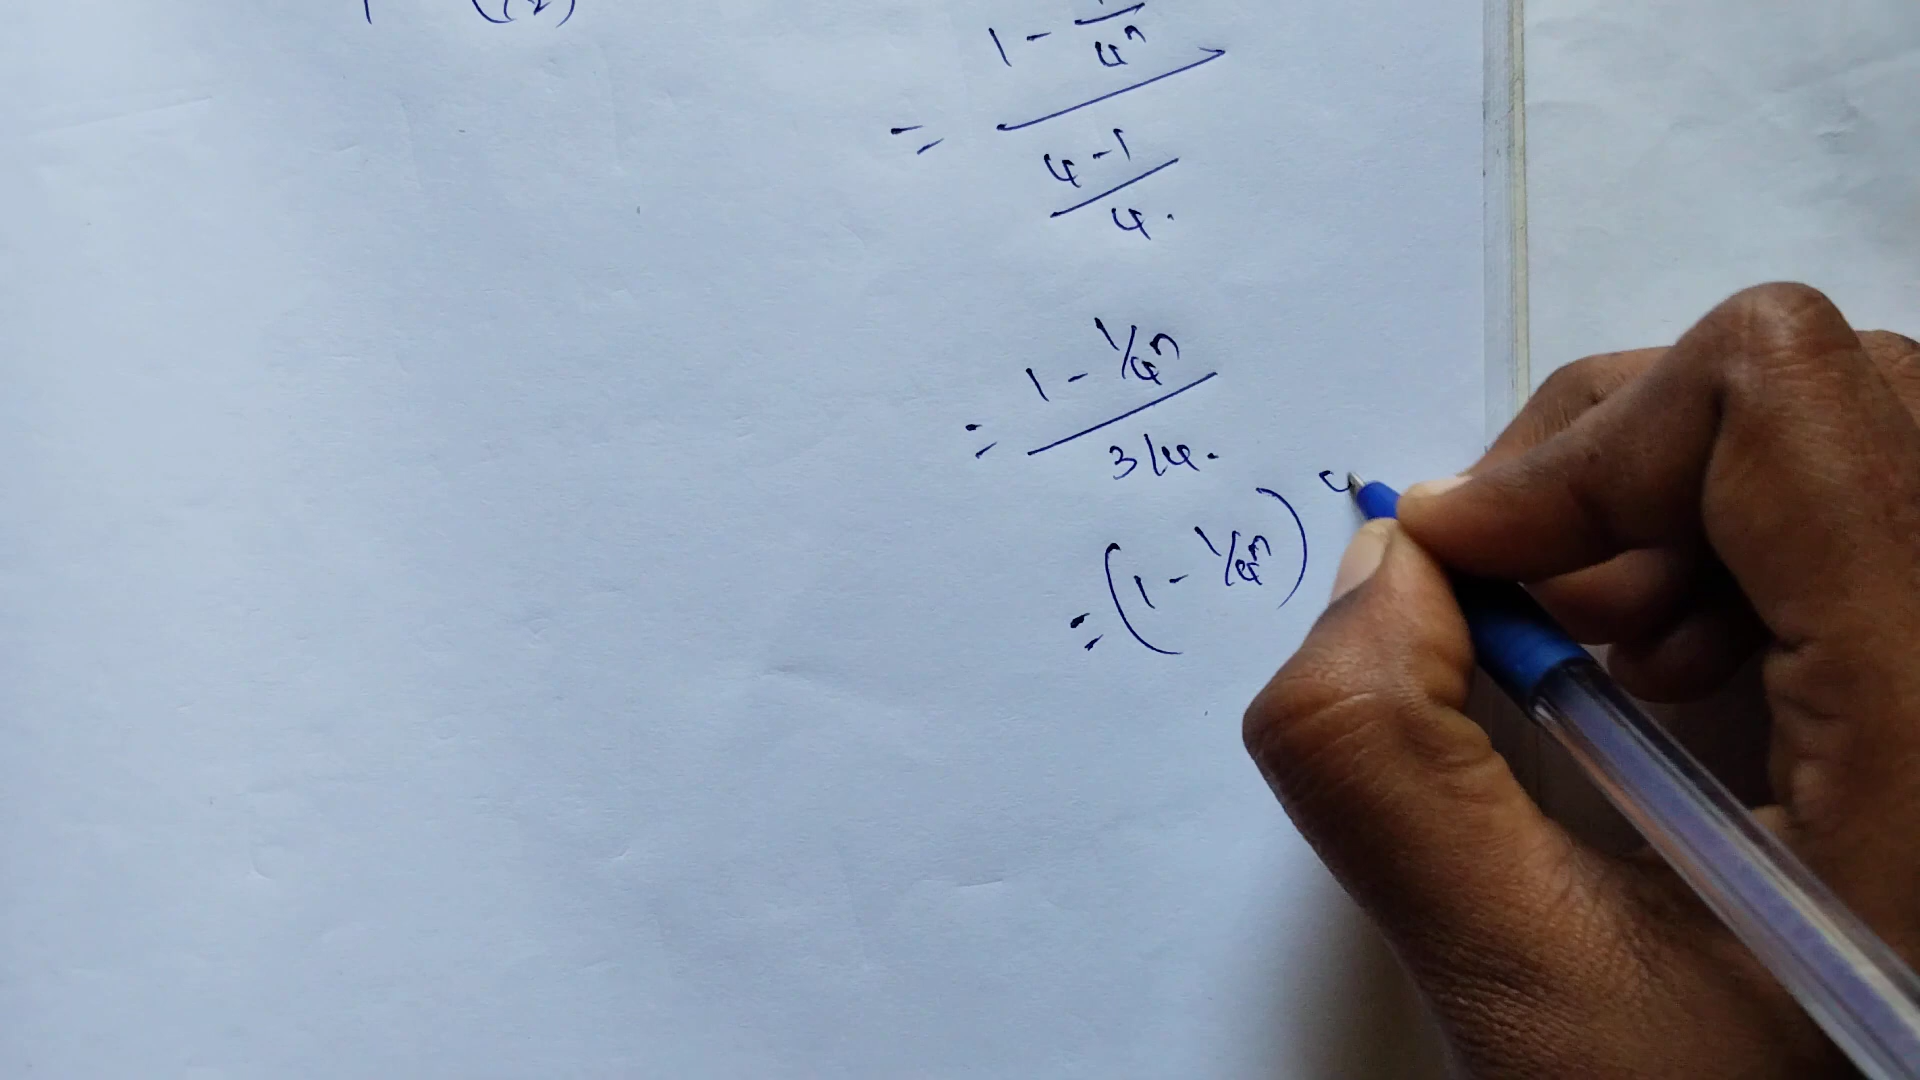 1 - 1/4ⁿ
=
4-1
4.
= 1 - 1/4ⁿ
3/4.
= (1 - 1/4ⁿ)